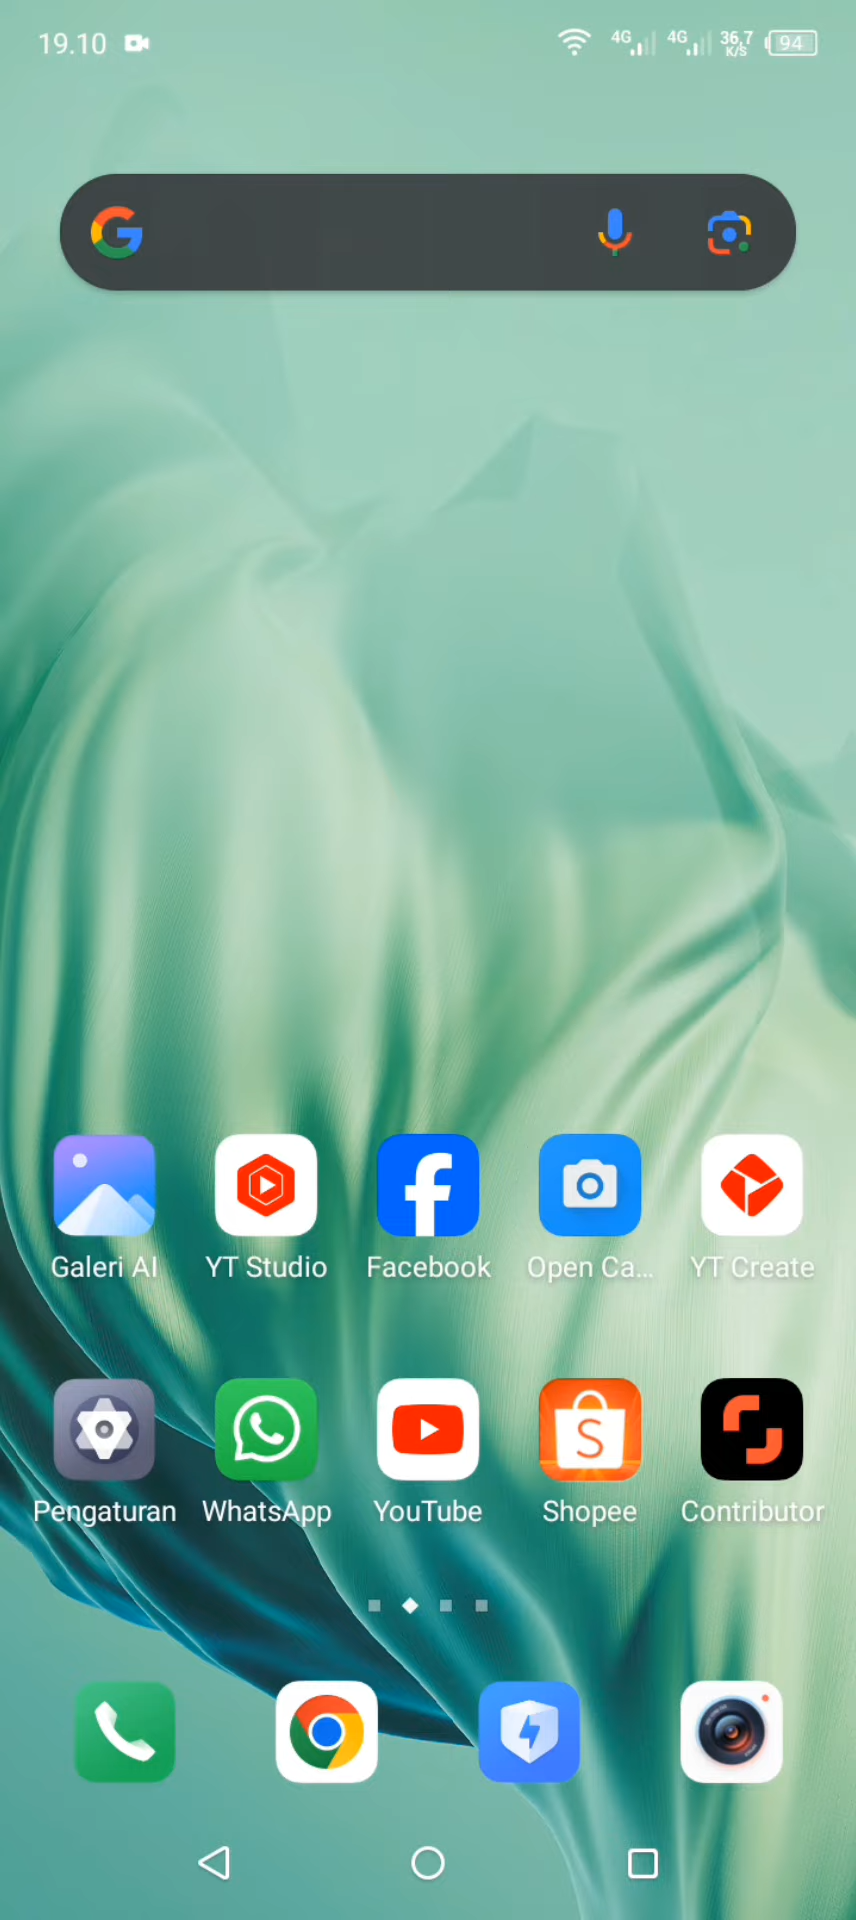 19.10 4G 4G 36,7 K/S 94
Galeri AI YT Studio Facebook Open Ca... YT Create
Pengaturan WhatsApp YouTube Shopee Contributor